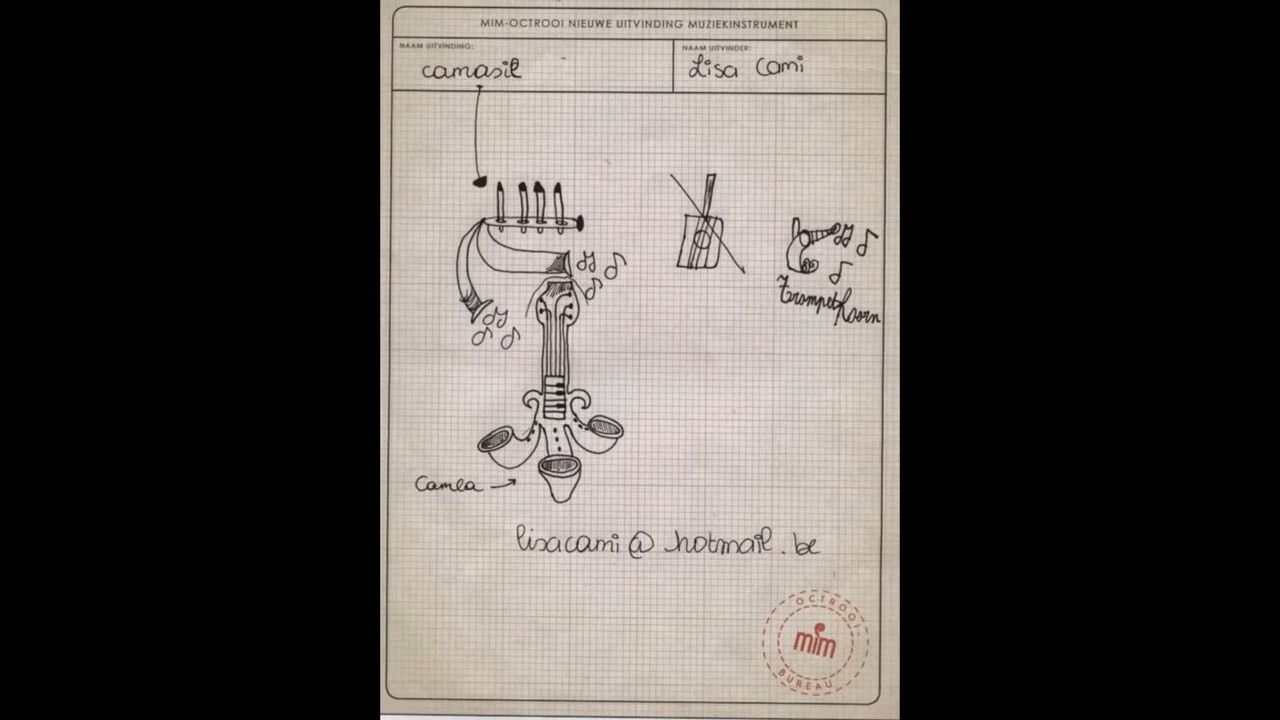 MIM-OCTROOI NIEUWE UITVINDING MUZIEKINSTRUMENT
NAAM UITVINDING:
camasil
NAAM UITVINDER:
Lisa Cami
Trompethoorn
Camea
lisacami@hotmail.be
OCTROOI-
mim
BUREAU